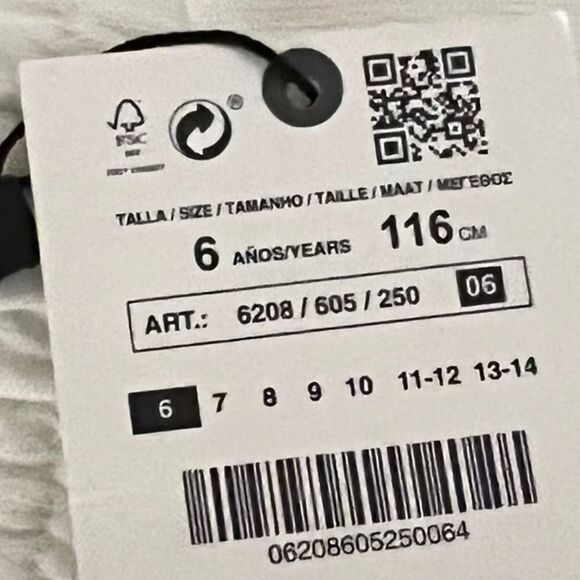 FSC
®
TALLA / SIZE / TAMANHO / TAILLE / MAAT / ΜΕΓΕΘΟΣ
6 AÑOS/YEARS 116 CM
ART.: 6208 / 605 / 250 06
6 7 8 9 10 11-12 13-14
06208605250064